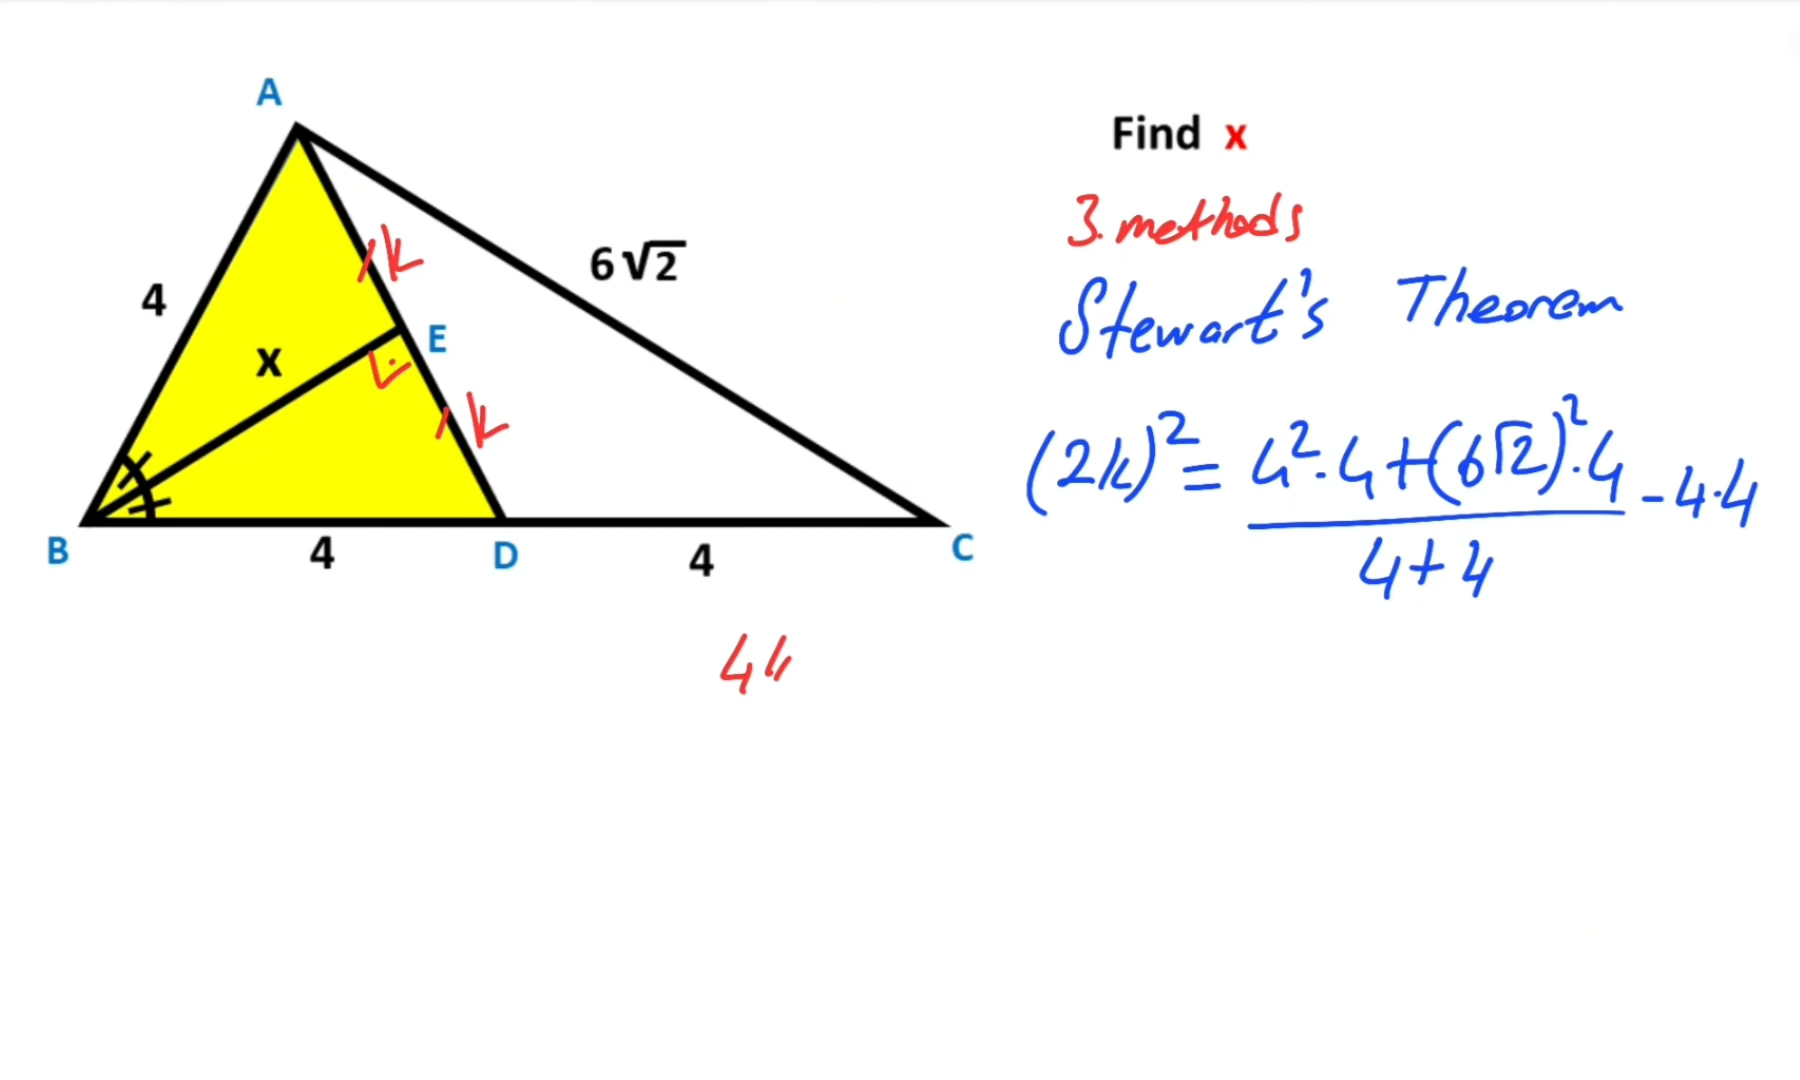 A
Find x
3. methods
4
6√2
k
Stewart's Theorem
x
E
k
(2k)² = 4²·4+(6√2)²·4 / 4+4 - 4·4
B
4
D
4
C
44